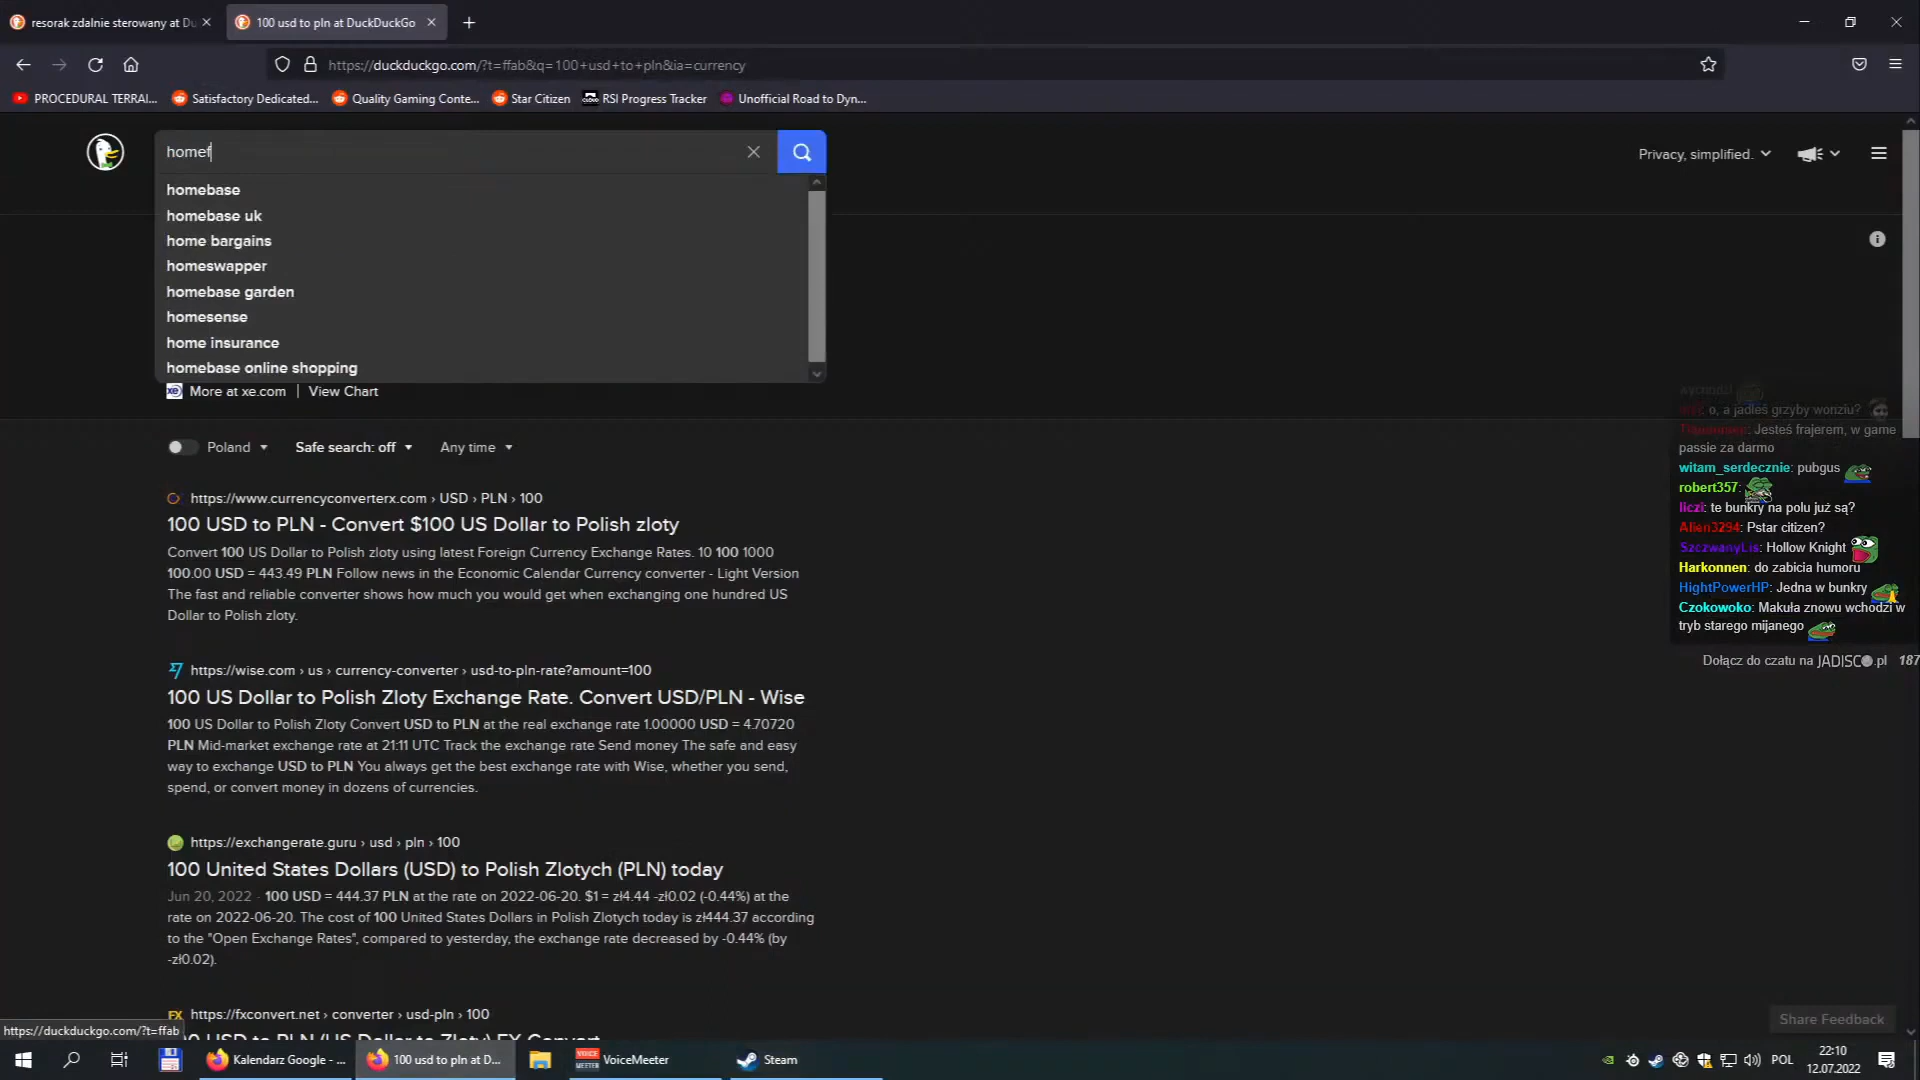 resorak zdalnie sterowany at Du
100 usd to pln at DuckDuckGo
https://duckduckgo.com/?t=ffab&q=100+usd+to+pln&ia=currency
PROCEDURAL TERRAI...
Satisfactory Dedicated...
Quality Gaming Conte...
Star Citizen
RSI Progress Tracker
Unofficial Road to Dyn...
homef
Privacy, simplified.
homebase
homebase uk
home bargains
homeswapper
homebase garden
homesense
home insurance
homebase online shopping
More at xe.com | View Chart
Poland
Safe search: off
Any time
https://www.currencyconverterx.com › USD › PLN › 100
100 USD to PLN - Convert $100 US Dollar to Polish zloty
Convert 100 US Dollar to Polish zloty using latest Foreign Currency Exchange Rates. 10 100 1000
100.00 USD = 443.49 PLN Follow news in the Economic Calendar Currency converter - Light Version
The fast and reliable converter shows how much you would get when exchanging one hundred US
Dollar to Polish zloty.
https://wise.com › us › currency-converter › usd-to-pln-rate?amount=100
100 US Dollar to Polish Zloty Exchange Rate. Convert USD/PLN - Wise
100 US Dollar to Polish Zloty Convert USD to PLN at the real exchange rate 1.00000 USD = 4.70720
PLN Mid-market exchange rate at 21:11 UTC Track the exchange rate Send money The safe and easy
way to exchange USD to PLN You always get the best exchange rate with Wise, whether you send,
spend, or convert money in dozens of currencies.
https://exchangerate.guru › usd › pln › 100
100 United States Dollars (USD) to Polish Zlotych (PLN) today
Jun 20, 2022 · 100 USD = 444.37 PLN at the rate on 2022-06-20. $1 = zł4.44 -zł0.02 (-0.44%) at the
rate on 2022-06-20. The cost of 100 United States Dollars in Polish Zlotych today is zł444.37 according
to the "Open Exchange Rates", compared to yesterday, the exchange rate decreased by -0.44% (by
-zł0.02).
https://fxconvert.net › converter › usd-pln › 100
00 USD to PLN (US Dollar to Zloty) FX Convert
o, a jadłeś grzyby wonziu?
Jesteś frajerem, w game
passie za darmo
witam_serdecznie: pubgus
robert357:
liczi: te bunkry na polu już są?
Alien3294: Pstar citizen?
SzczwanyLis: Hollow Knight
Harkonnen: do zabicia humoru
HightPowerHP: Jedna w bunkry
Czokowoko: Makuła znowu wchodzi w
tryb starego mijanego
Dołącz do czatu na JADISCO.pl 187
Share Feedback
https://duckduckgo.com/?t=ffab
Kalendarz Google - ...
100 usd to pln at D...
VOICE
MEETER
VoiceMeeter
Steam
POL
22:10
12.07.2022